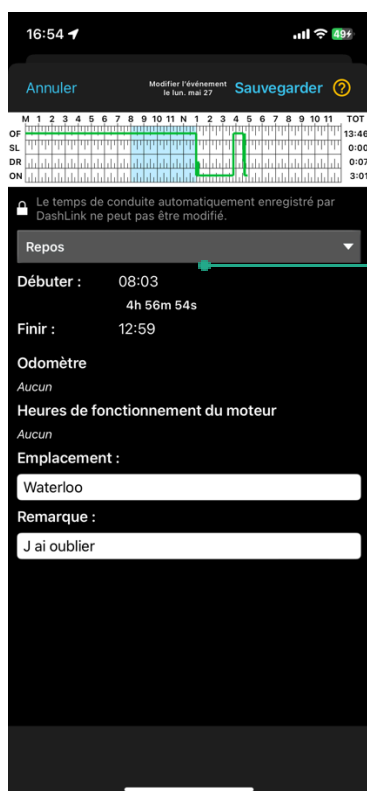 16:54
49
Annuler
Modifier l'événement
le lun. mai 27
Sauvegarder ?
M 1 2 3 4 5 6 7 8 9 10 11 N 1 2 3 4 5 6 7 8 9 10 11 TOT
OF 13:46
SL 0:00
DR 0:07
ON 3:01
Le temps de conduite automatiquement enregistré par
DashLink ne peut pas être modifié.
Repos
Débuter : 08:03
4h 56m 54s
Finir : 12:59
Odomètre
Aucun
Heures de fonctionnement du moteur
Aucun
Emplacement :
Waterloo
Remarque :
J ai oublier